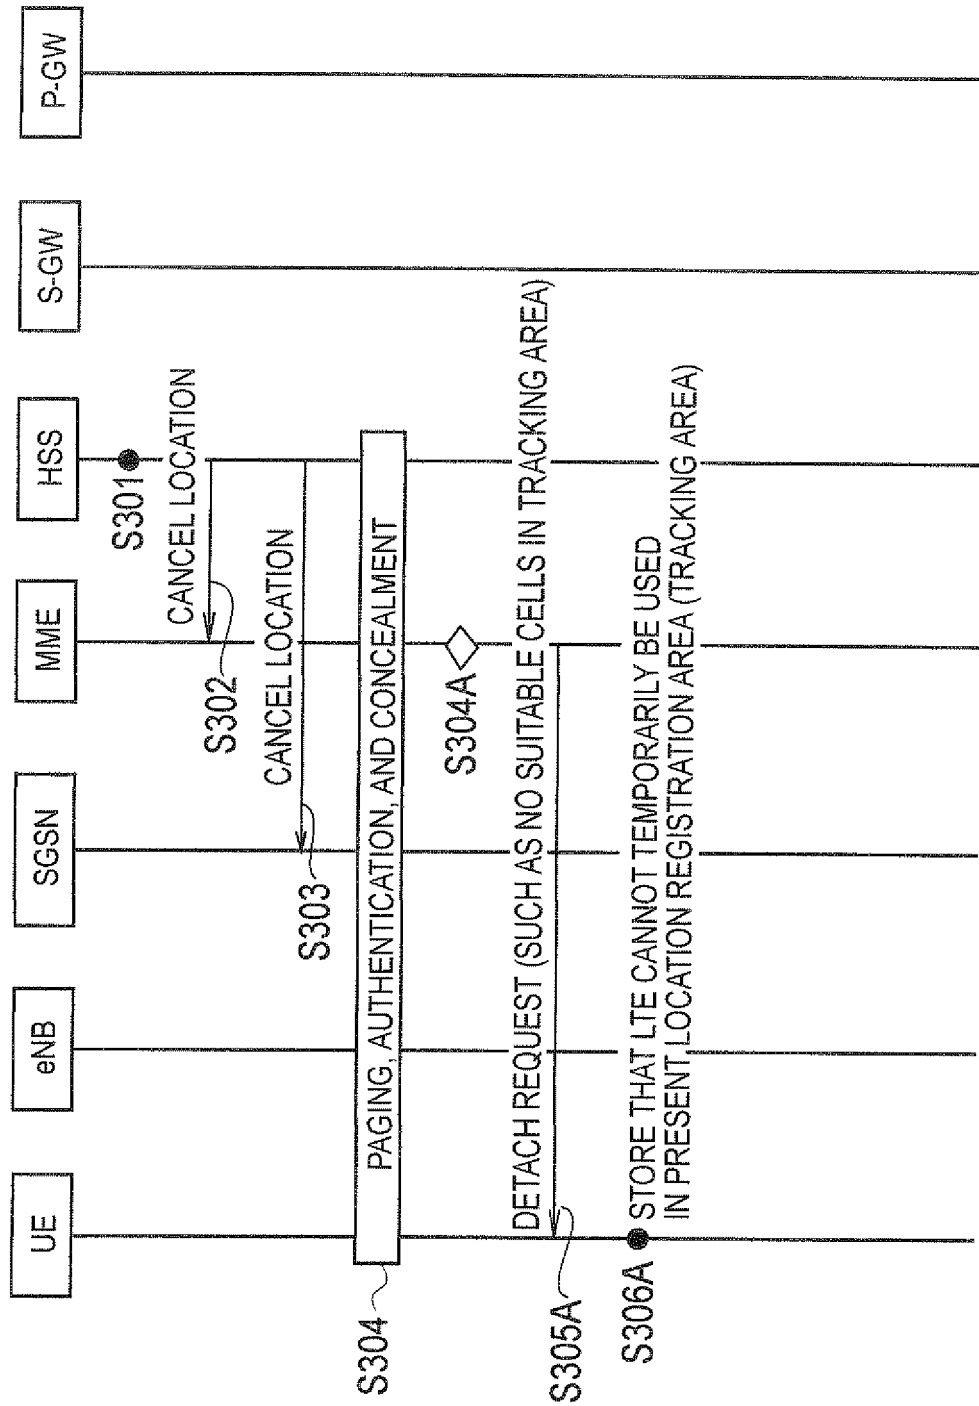 UE
eNB
SGSN
MME
HSS
S-GW
P-GW
S301
CANCEL LOCATION
S302
CANCEL LOCATION
S303
S304
PAGING, AUTHENTICATION, AND CONCEALMENT
S304A
DETACH REQUEST (SUCH AS NO SUITABLE CELLS IN TRACKING AREA)
S305A
S306A
STORE THAT LTE CANNOT TEMPORARILY BE USED
IN PRESENT LOCATION REGISTRATION AREA (TRACKING AREA)